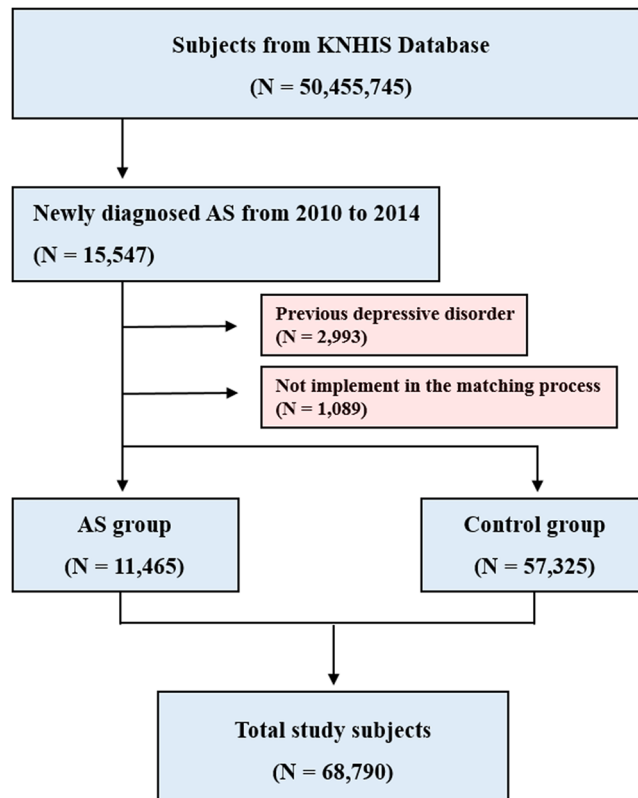 Subjects from KNHIS Database
(N = 50,455,745)
Newly diagnosed AS from 2010 to 2014
(N = 15,547)
Previous depressive disorder
(N = 2,993)
Not implement in the matching process
(N = 1,089)
AS group
(N = 11,465)
Control group
(N = 57,325)
Total study subjects
(N = 68,790)